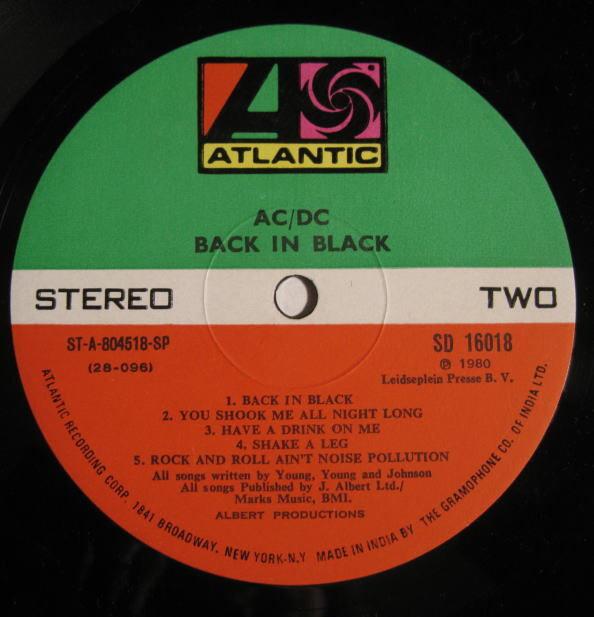 ATLANTIC
AC/DC
BACK IN BLACK
STEREO
TWO
ST-A-804518-SP
(28-096)
SD 16018
℗ 1980
Leidseplein Presse B. V.
1. BACK IN BLACK
2. YOU SHOOK ME ALL NIGHT LONG
3. HAVE A DRINK ON ME
4. SHAKE A LEG
5. ROCK AND ROLL AIN'T NOISE POLLUTION
All songs written by Young, Young and Johnson
All songs Published by J. Albert Ltd./
Marks Music, BMI.
ALBERT PRODUCTIONS
ATLANTIC RECORDING CORP. 1841 BROADWAY, NEW YORK-N.Y MADE IN INDIA BY THE GRAMOPHONE CO. OF INDIA LTD.